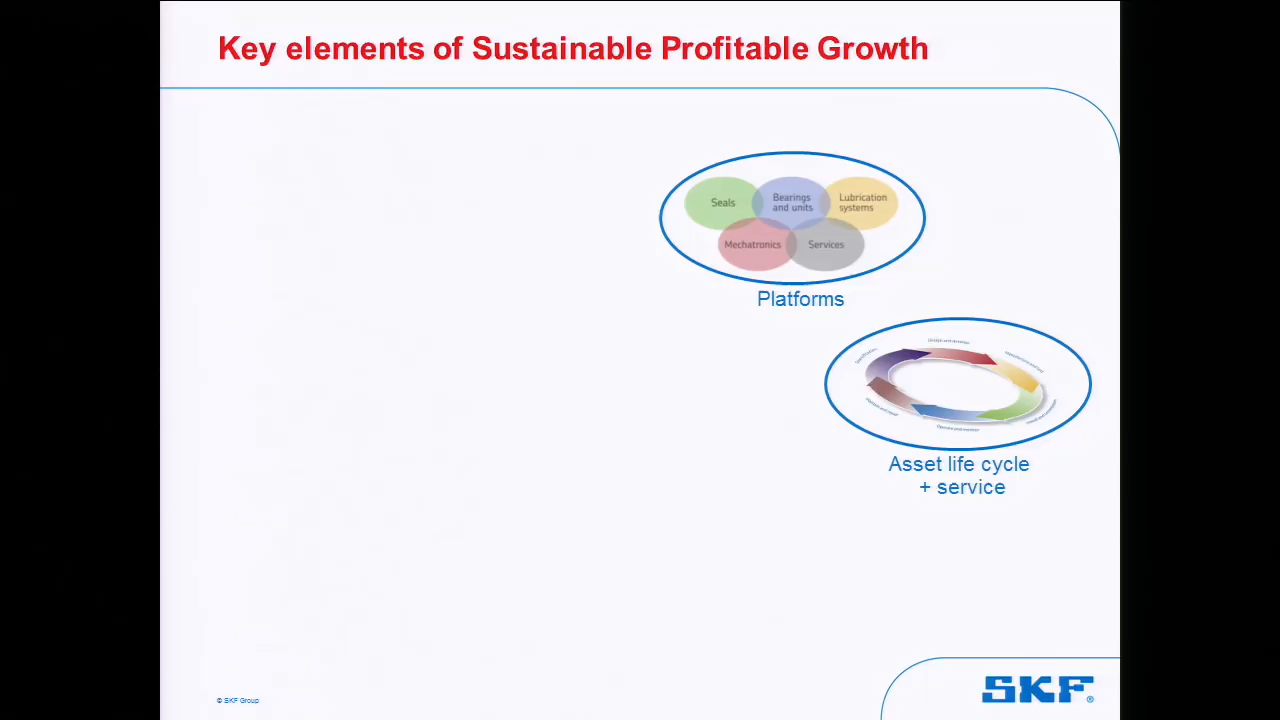 Key elements of Sustainable Profitable Growth
Seals
Bearings
and units
Lubrication
systems
Mechatronics
Services
Platforms
Asset life cycle
+ service
© SKF Group
SKF®